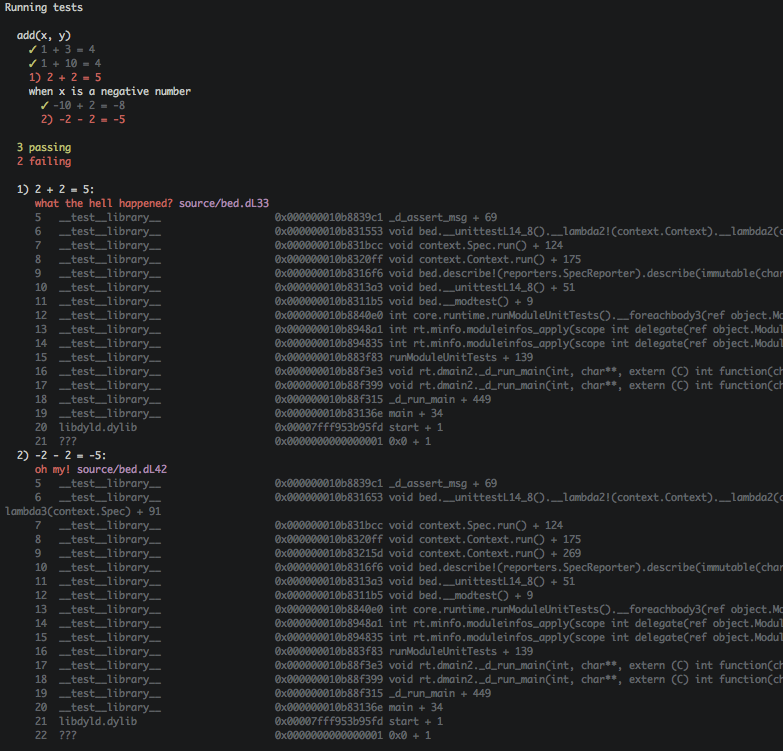 Running tests
add(x, y)
✓ 1 + 3 = 4
✓ 1 + 10 = 4
1) 2 + 2 = 5
when x is a negative number
✓ -10 + 2 = -8
2) -2 - 2 = -5
3 passing
2 failing
1) 2 + 2 = 5:
what the hell happened? source/bed.dL33
5 __test__library__ 0x000000010b8839c1 _d_assert_msg + 69
6 __test__library__ 0x000000010b831553 void bed.__unittestL14_8().__lambda2!(context.Context).__lambda2(c
7 __test__library__ 0x000000010b831bcc void context.Spec.run() + 124
8 __test__library__ 0x000000010b8320ff void context.Context.run() + 175
9 __test__library__ 0x000000010b8316f6 void bed.describe!(reporters.SpecReporter).describe(immutable(char
10 __test__library__ 0x000000010b8313a3 void bed.__unittestL14_8() + 51
11 __test__library__ 0x000000010b8311b5 void bed.__modtest() + 9
12 __test__library__ 0x000000010b8840e0 int core.runtime.runModuleUnitTests().__foreachbody3(ref object.Mo
13 __test__library__ 0x000000010b8948a1 int rt.minfo.moduleinfos_apply(scope int delegate(ref object.Modul
14 __test__library__ 0x000000010b894835 int rt.minfo.moduleinfos_apply(scope int delegate(ref object.Modul
15 __test__library__ 0x000000010b883f83 runModuleUnitTests + 139
16 __test__library__ 0x000000010b88f3e3 void rt.dmain2._d_run_main(int, char**, extern (C) int function(ch
17 __test__library__ 0x000000010b88f399 void rt.dmain2._d_run_main(int, char**, extern (C) int function(ch
18 __test__library__ 0x000000010b88f315 _d_run_main + 449
19 __test__library__ 0x000000010b83136e main + 34
20 libdyld.dylib 0x00007fff953b95fd start + 1
21 ??? 0x0000000000000001 0x0 + 1
2) -2 - 2 = -5:
oh my! source/bed.dL42
5 __test__library__ 0x000000010b8839c1 _d_assert_msg + 69
6 __test__library__ 0x000000010b831653 void bed.__unittestL14_8().__lambda2!(context.Context).__lambda2(c
lambda3(context.Spec) + 91
7 __test__library__ 0x000000010b831bcc void context.Spec.run() + 124
8 __test__library__ 0x000000010b8320ff void context.Context.run() + 175
9 __test__library__ 0x000000010b83215d void context.Context.run() + 269
10 __test__library__ 0x000000010b8316f6 void bed.describe!(reporters.SpecReporter).describe(immutable(char
11 __test__library__ 0x000000010b8313a3 void bed.__unittestL14_8() + 51
12 __test__library__ 0x000000010b8311b5 void bed.__modtest() + 9
13 __test__library__ 0x000000010b8840e0 int core.runtime.runModuleUnitTests().__foreachbody3(ref object.Mo
14 __test__library__ 0x000000010b8948a1 int rt.minfo.moduleinfos_apply(scope int delegate(ref object.Modul
15 __test__library__ 0x000000010b894835 int rt.minfo.moduleinfos_apply(scope int delegate(ref object.Modul
16 __test__library__ 0x000000010b883f83 runModuleUnitTests + 139
17 __test__library__ 0x000000010b88f3e3 void rt.dmain2._d_run_main(int, char**, extern (C) int function(ch
18 __test__library__ 0x000000010b88f399 void rt.dmain2._d_run_main(int, char**, extern (C) int function(ch
19 __test__library__ 0x000000010b88f315 _d_run_main + 449
20 __test__library__ 0x000000010b83136e main + 34
21 libdyld.dylib 0x00007fff953b95fd start + 1
22 ??? 0x0000000000000001 0x0 + 1